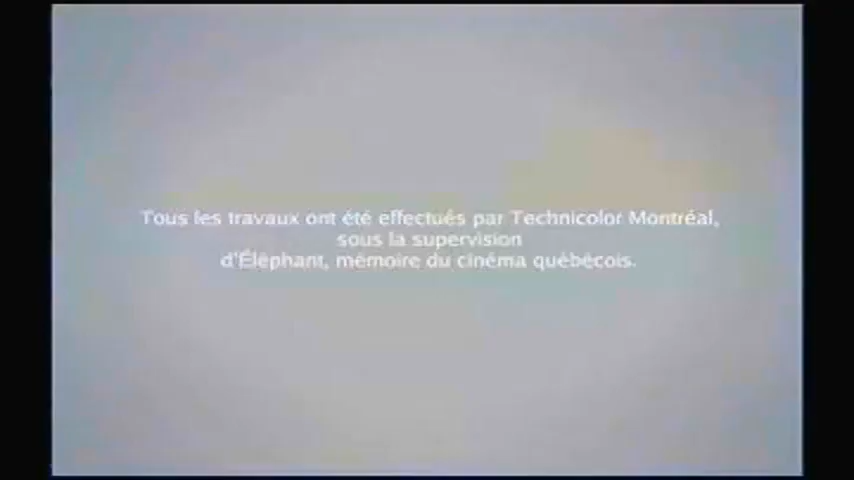 Tous les travaux ont été effectués par Technicolor Montréal,
sous la supervision
d'Éléphant, mémoire du cinéma québécois.